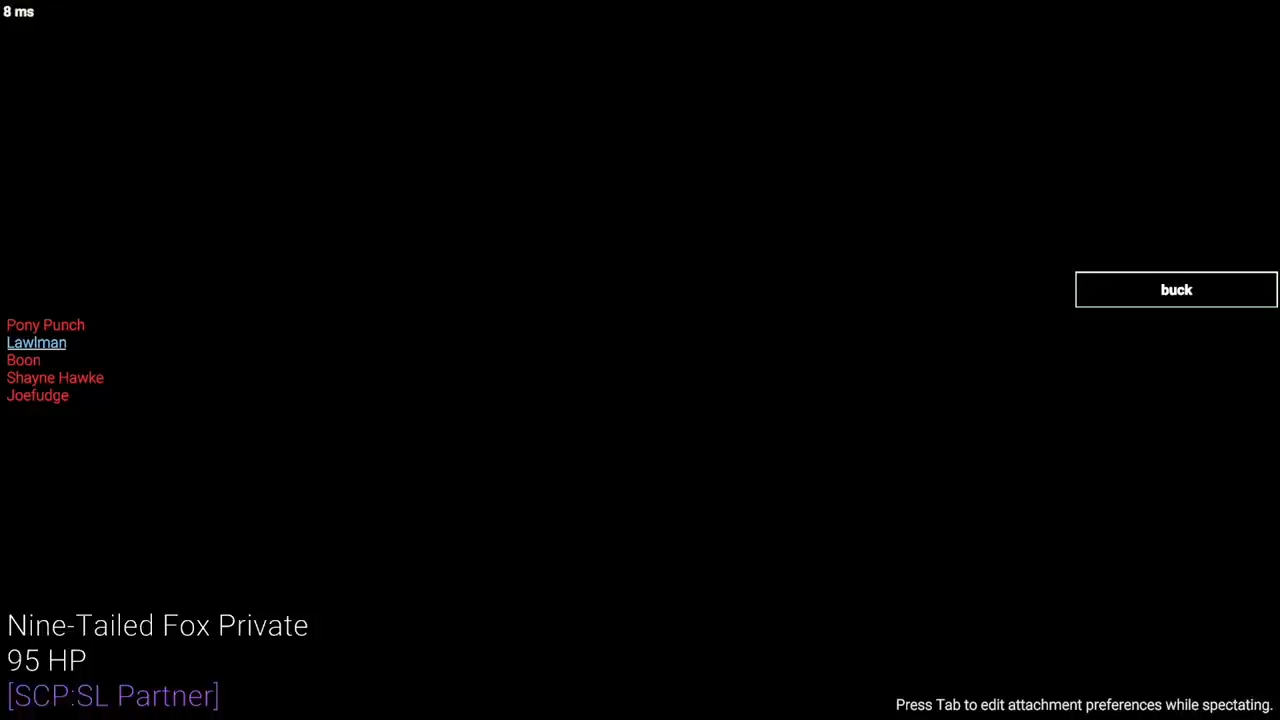 8 ms
buck
Pony Punch
Lawlman
Boon
Shayne Hawke
Joefudge
Nine-Tailed Fox Private
95 HP
[SCP:SL Partner]
Press Tab to edit attachment preferences while spectating.